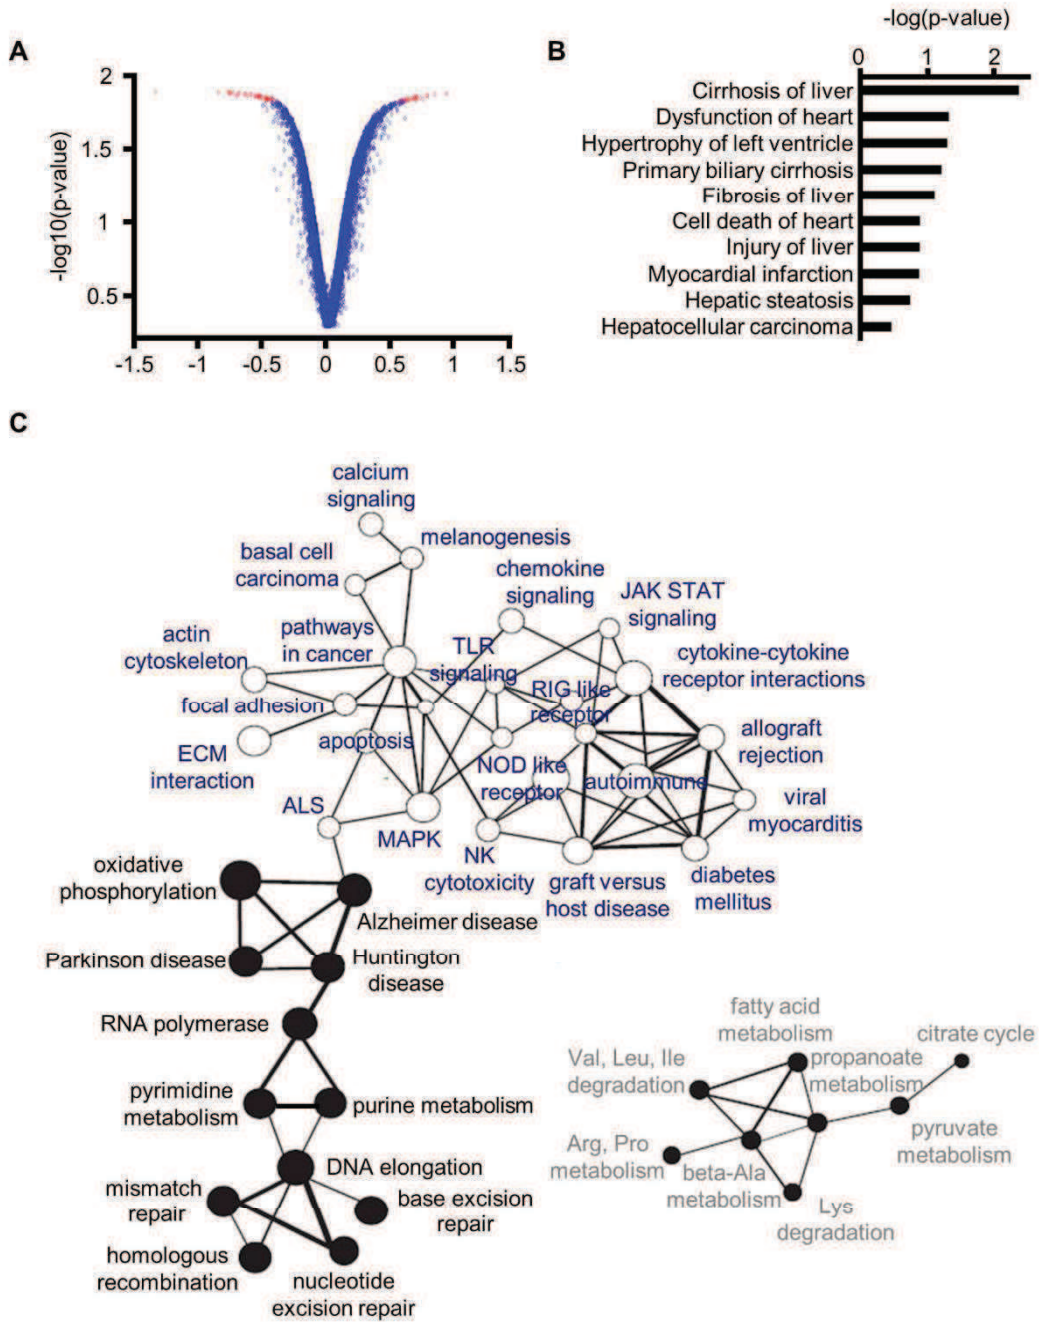 A
-log10(p-value)
2
1.5
1
0.5
-1.5 -1 -0.5 0 0.5 1 1.5
B
-log(p-value)
0 1 2
Cirrhosis of liver
Dysfunction of heart
Hypertrophy of left ventricle
Primary biliary cirrhosis
Fibrosis of liver
Cell death of heart
Injury of liver
Myocardial infarction
Hepatic steatosis
Hepatocellular carcinoma
C
calcium
signaling
melanogenesis
basal cell
carcinoma
chemokine
signaling
JAK STAT
signaling
actin
cytoskeleton
pathways
in cancer
TLR
signaling
cytokine-cytokine
receptor interactions
RIG like
receptor
focal adhesion
ECM
interaction
apoptosis
allograft
rejection
NOD like
receptor
autoimmune
viral
myocarditis
ALS
MAPK
NK
cytotoxicity
graft versus
host disease
diabetes
mellitus
oxidative
phosphorylation
Alzheimer disease
Parkinson disease
Huntington
disease
RNA polymerase
pyrimidine
metabolism
purine metabolism
DNA elongation
mismatch
repair
base excision
repair
homologous
recombination
nucleotide
excision repair
fatty acid
metabolism
citrate cycle
Val, Leu, Ile
degradation
propanoate
metabolism
Arg, Pro
metabolism
beta-Ala
metabolism
pyruvate
metabolism
Lys
degradation